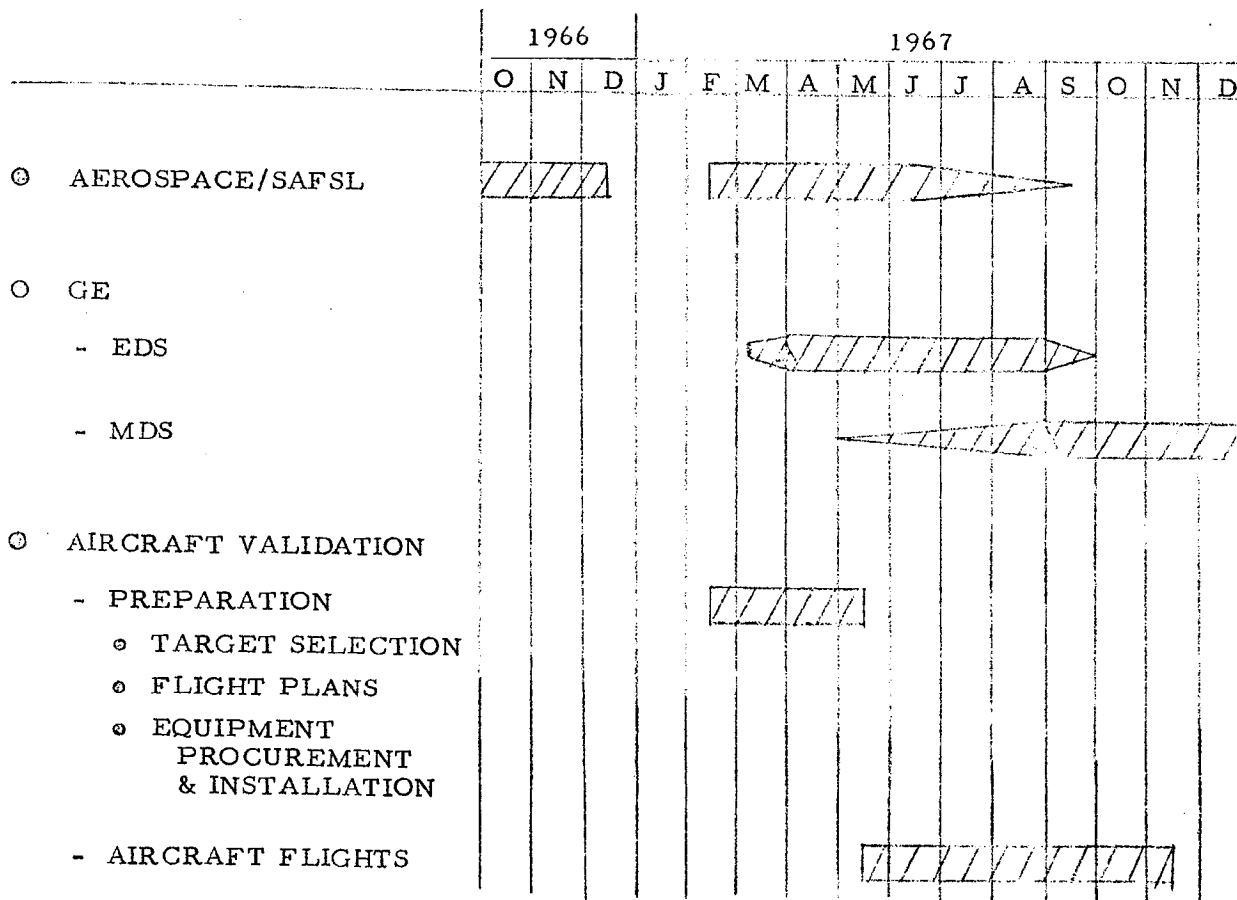 1966 1967
O N D J F M A M J J A S O N D
AEROSPACE/SAFSL
GE
- EDS
- MDS
AIRCRAFT VALIDATION
- PREPARATION
TARGET SELECTION
FLIGHT PLANS
EQUIPMENT
PROCUREMENT
& INSTALLATION
- AIRCRAFT FLIGHTS